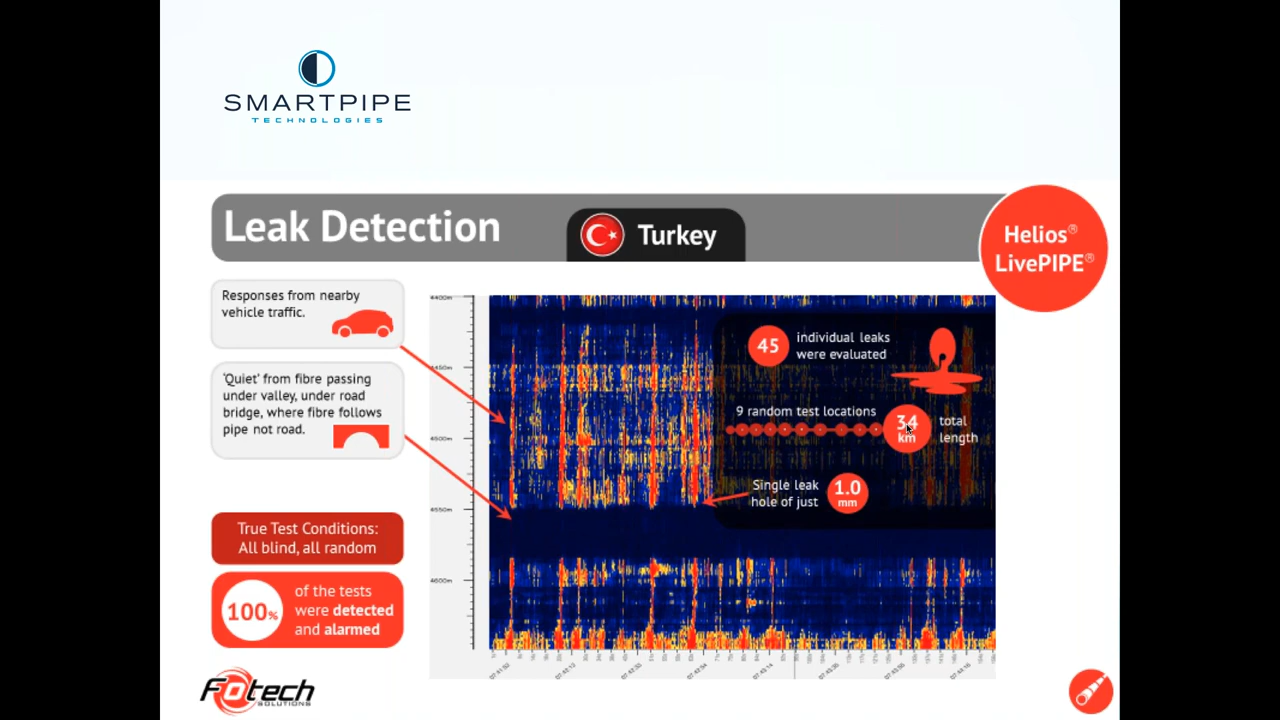 SMARTPIPE
TECHNOLOGIES
Leak Detection
Turkey
Helios®
LivePIPE®
Responses from nearby
vehicle traffic.
'Quiet' from fibre passing
under valley, under road
bridge, where fibre follows
pipe not road.
True Test Conditions:
All blind, all random
100%
of the tests
were detected
and alarmed
4400m
4450m
4500m
4550m
4600m
45
individual leaks
were evaluated
9 random test locations
34
km
total
length
Single leak
hole of just
1.0
mm
Fotech
SOLUTIONS